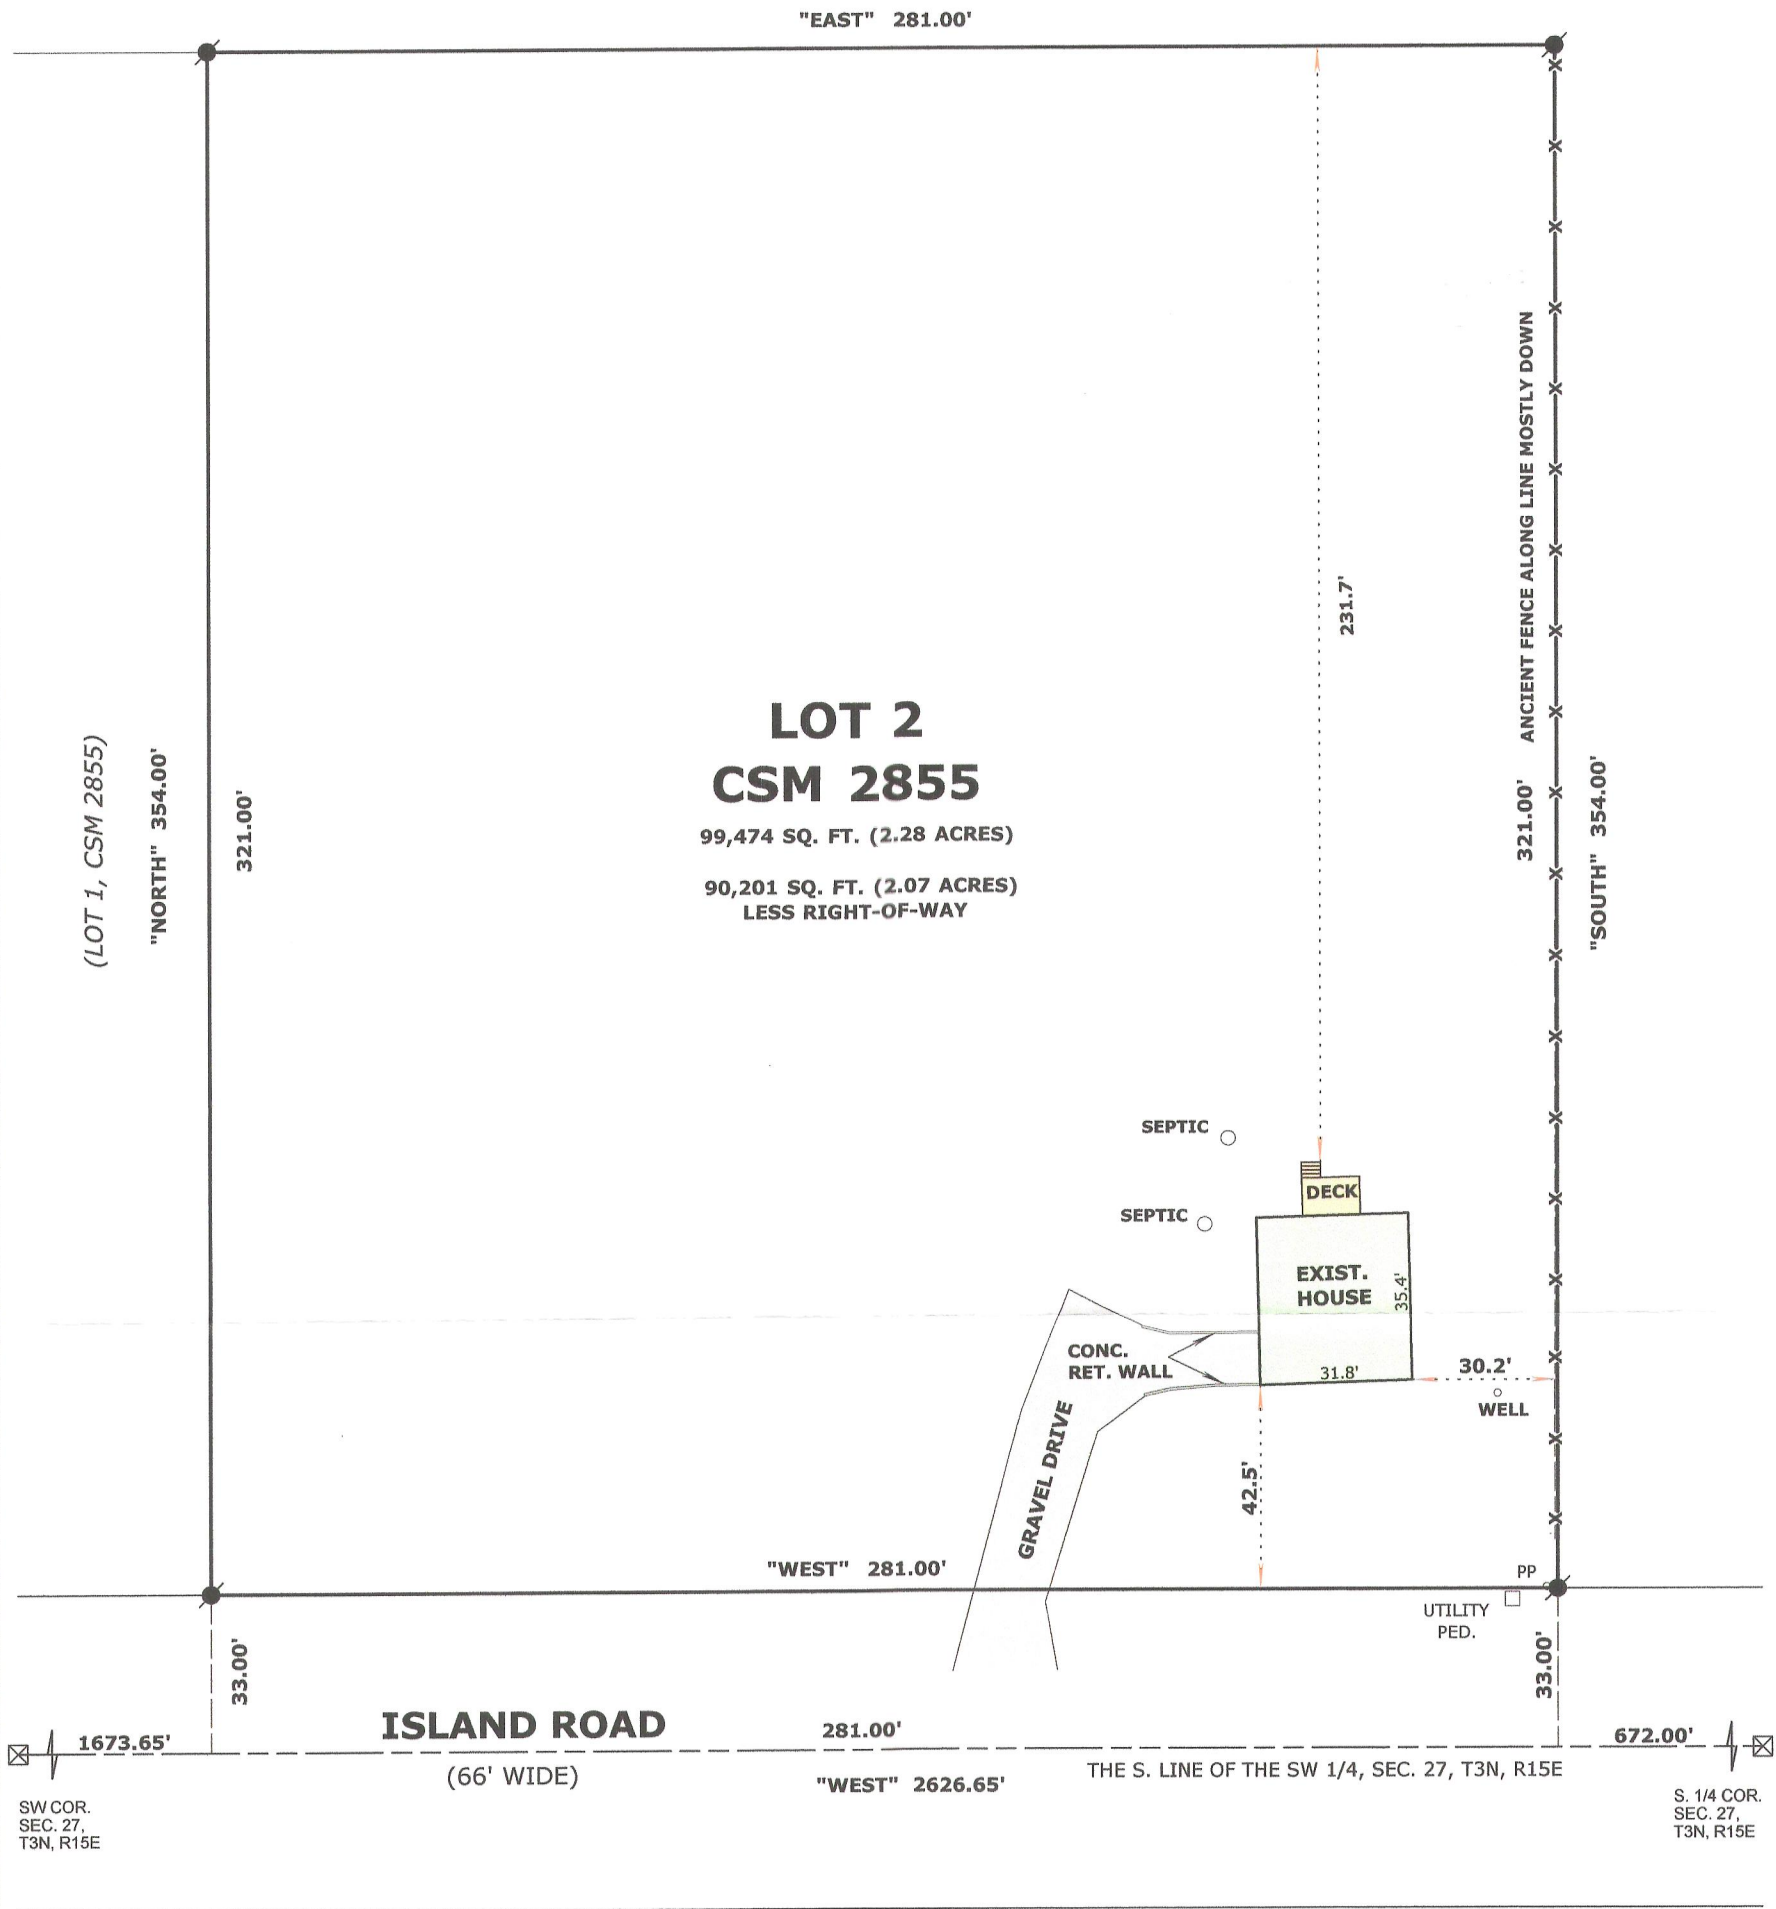 "EAST" 281.00'
231.7'
ANCIENT FENCE ALONG LINE MOSTLY DOWN
LOT 2
CSM 2855
99,474 SQ. FT. (2.28 ACRES)
90,201 SQ. FT. (2.07 ACRES)
LESS RIGHT-OF-WAY
(LOT 1, CSM 2855)
"NORTH" 354.00'
321.00'
321.00'
"SOUTH" 354.00'
SEPTIC
DECK
SEPTIC
EXIST.
HOUSE
35.4'
31.8'
CONC.
RET. WALL
30.2'
WELL
GRAVEL DRIVE
42.5'
"WEST" 281.00'
PP
UTILITY
PED.
33.00'
33.00'
ISLAND ROAD
281.00'
1673.65'
672.00'
(66' WIDE)
"WEST" 2626.65'
THE S. LINE OF THE SW 1/4, SEC. 27, T3N, R15E
SW COR.
SEC. 27,
T3N, R15E
S. 1/4 COR.
SEC. 27,
T3N, R15E